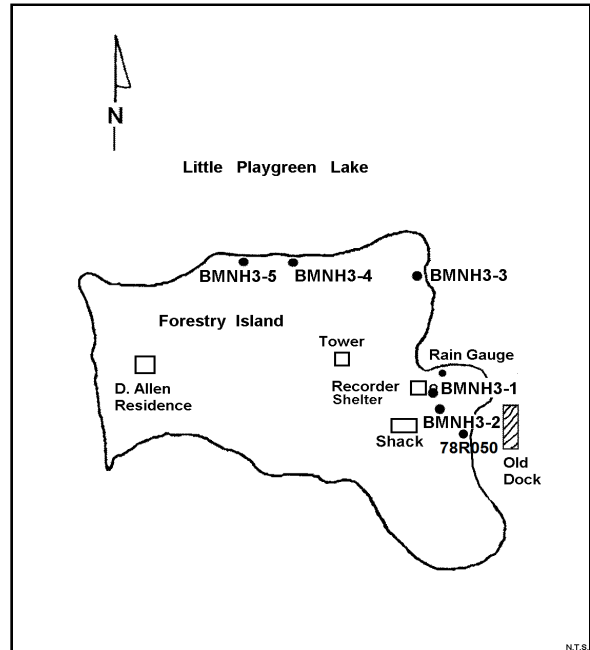 N
Little Playgreen Lake
BMNH3-5
BMNH3-4
BMNH3-3
Forestry Island
Tower
Rain Gauge
D. Allen
Residence
Recorder
Shelter
BMNH3-1
BMNH3-2
Shack
78R050
Old
Dock
N.T.S.